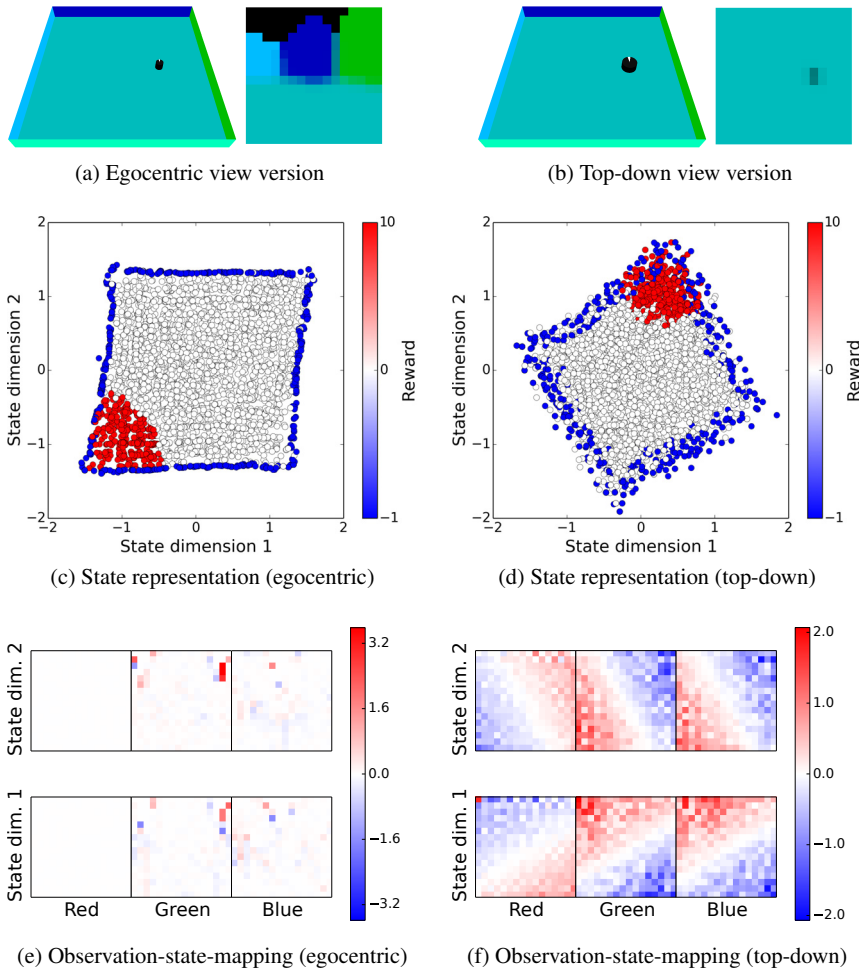 (a) Egocentric view version
(b) Top-down view version
2
1
0
−1
−2
−2
−1
0
1
2
State dimension 2
State dimension 1
10
−1
Reward
(c) State representation (egocentric)
2
1
0
−1
−2
−2
−1
0
1
2
State dimension 2
State dimension 1
10
−1
Reward
(d) State representation (top-down)
State dim. 2
State dim. 1
Red
Green
Blue
3.2
1.6
0.0
−1.6
−3.2
(e) Observation-state-mapping (egocentric)
State dim. 2
State dim. 1
Red
Green
Blue
2.0
1.0
0.0
−1.0
−2.0
(f) Observation-state-mapping (top-down)